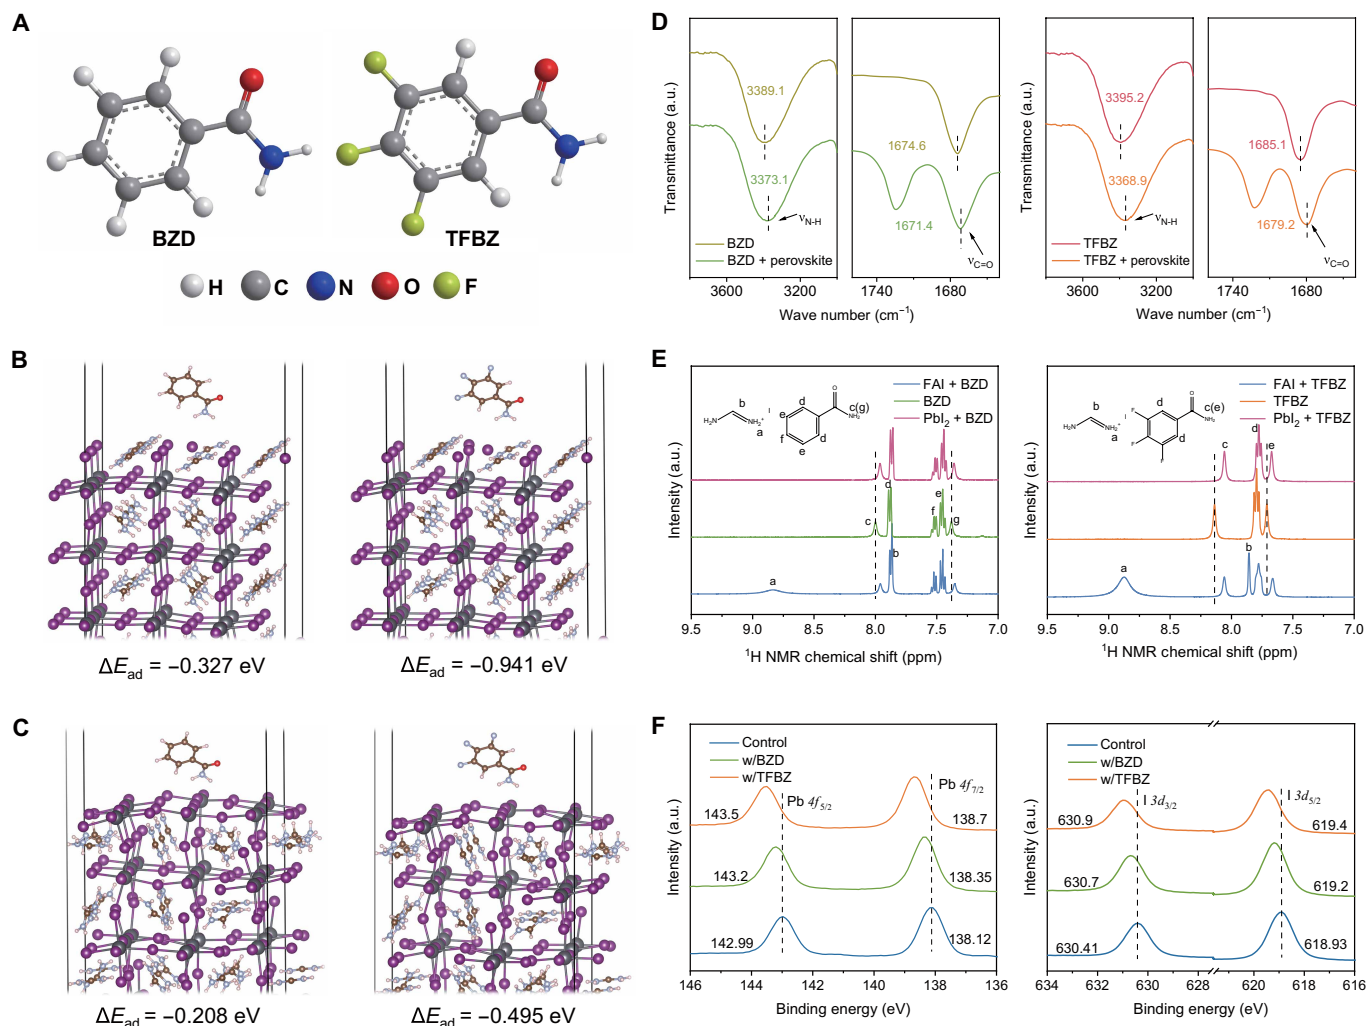 A
BZD
TFBZ
H
C
N
O
F
B
ΔEad = −0.327 eV
ΔEad = −0.941 eV
C
ΔEad = −0.208 eV
ΔEad = −0.495 eV
D
Transmittance (a.u.)
3389.1
3373.1
νN-H
BZD
BZD + perovskite
3600
3200
1674.6
1671.4
νC=O
1740
1680
Wave number (cm−1)
Transmittance (a.u.)
3395.2
3368.9
νN-H
TFBZ
TFBZ + perovskite
3600
3200
1685.1
1679.2
νC=O
1740
1680
Wave number (cm−1)
E
Intensity (a.u.)
FAI + BZD
BZD
PbI2 + BZD
b
H2N
NH2+
I
a
d
e
f
e
d
O
NH2
c(g)
d
c
f
e
g
b
a
9.5
9.0
8.5
8.0
7.5
7.0
1H NMR chemical shift (ppm)
Intensity (a.u.)
FAI + TFBZ
TFBZ
PbI2 + TFBZ
b
H2N
NH2+
I
a
F
F
F
d
d
O
NH2
c(e)
c
d
e
b
a
9.5
9.0
8.5
8.0
7.5
7.0
1H NMR chemical shift (ppm)
F
Intensity (a.u.)
Control
w/BZD
w/TFBZ
Pb 4f5/2
Pb 4f7/2
143.5
138.7
143.2
138.35
142.99
138.12
146
144
142
140
138
136
Binding energy (eV)
Intensity (a.u.)
Control
w/BZD
w/TFBZ
I 3d3/2
I 3d5/2
630.9
619.4
630.7
619.2
630.41
618.93
634
632
630
628
620
618
616
Binding energy (eV)